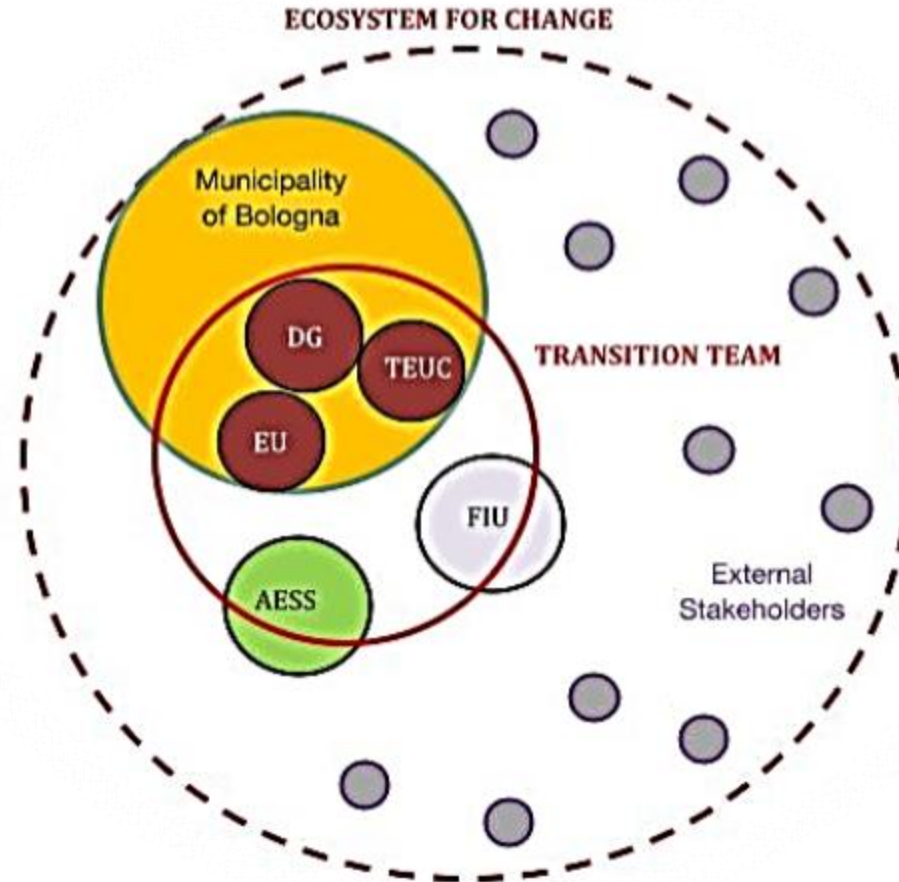 ECOSYSTEM FOR CHANGE
Municipality
of Bologna
DG
TEUC
TRANSITION TEAM
EU
FIU
AESS
External
Stakeholders